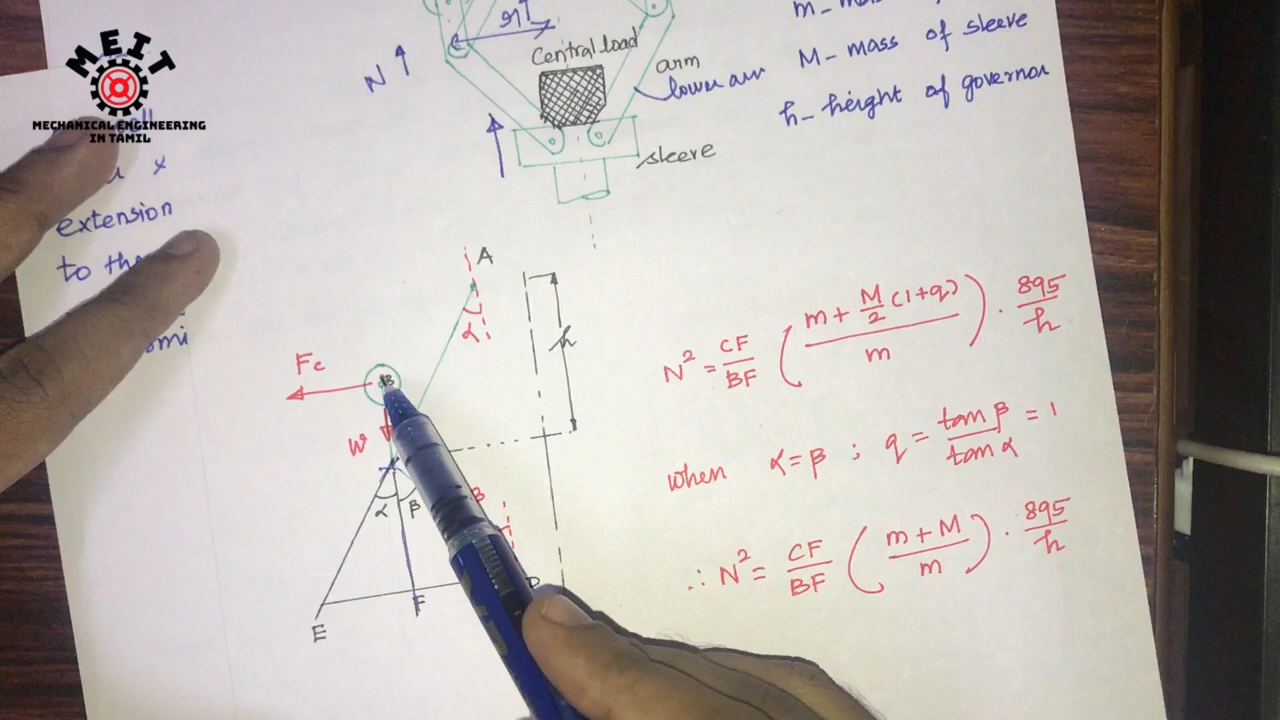 MEIT
MECHANICAL ENGINEERING
IN TAMIL
N
r
C
Central load
arm
lower arm
M - mass of sleeve
h - height of governor
sleeve
x
extension
to the
A
α
h
Fc
B
W
α β
β
E
F
D
N² = CF/BF ( (m + M/2 (1+q)) / m ) . 895/h
when α = β ; q = tan β / tan α = 1
∴ N² = CF/BF ( (m + M) / m ) . 895/h